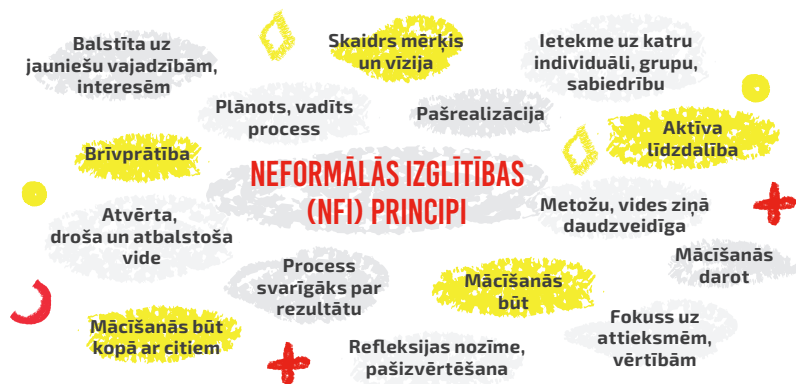 Balstīta uz
jauniešu vajadzībām,
interesēm
Skaidrs mērķis
un vīzija
Ietekme uz katru
individuāli, grupu,
sabiedrību
Plānots, vadīts
process
Pašrealizācija
Brīvprātība
Aktīva
līdzdalība
NEFORMĀLĀS IZGLĪTĪBAS
(NFI) PRINCIPI
Atvērta,
droša un atbalstoša
vide
Metožu, vides ziņā
daudzveidīga
Process
svarīgāks par
rezultātu
Mācīšanās
būt
Mācīšanās
darot
Mācīšanās būt
kopā ar citiem
Refleksijas nozīme,
pašizvērtēšana
Fokuss uz
attieksmēm,
vērtībām